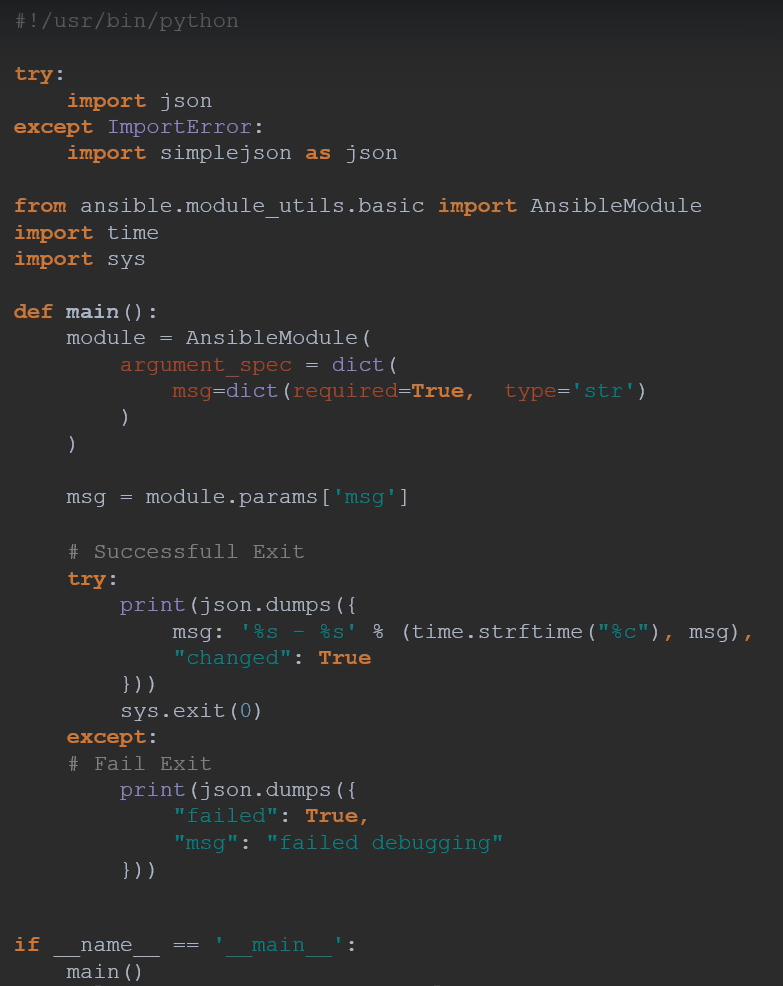 #!/usr/bin/python

try:
    import json
except ImportError:
    import simplejson as json

from ansible.module_utils.basic import AnsibleModule
import time
import sys

def main():
    module = AnsibleModule(
        argument_spec = dict(
            msg=dict(required=True,  type='str')
        )
    )

    msg = module.params['msg']

    # Successfull Exit
    try:
        print(json.dumps({
            msg: '%s - %s' % (time.strftime("%c"), msg),
            "changed": True
        }))
        sys.exit(0)
    except:
    # Fail Exit
        print(json.dumps({
            "failed": True,
            "msg": "failed debugging"
        }))


if __name__ == '__main__':
    main()